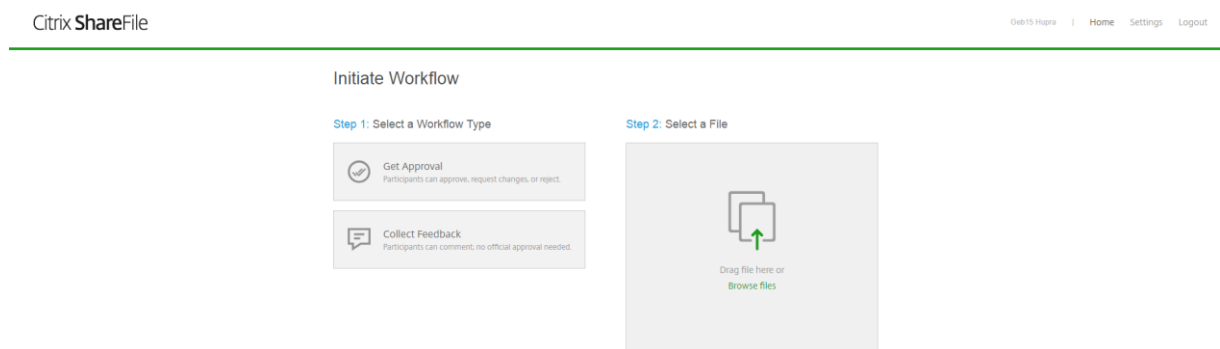 Citrix ShareFile
Geb15 Hupra | Home Settings Logout
Initiate Workflow
Step 1: Select a Workflow Type
Get Approval
Participants can approve, request changes, or reject.
Collect Feedback
Participants can comment; no official approval needed.
Step 2: Select a File
Drag file here or
Browse files